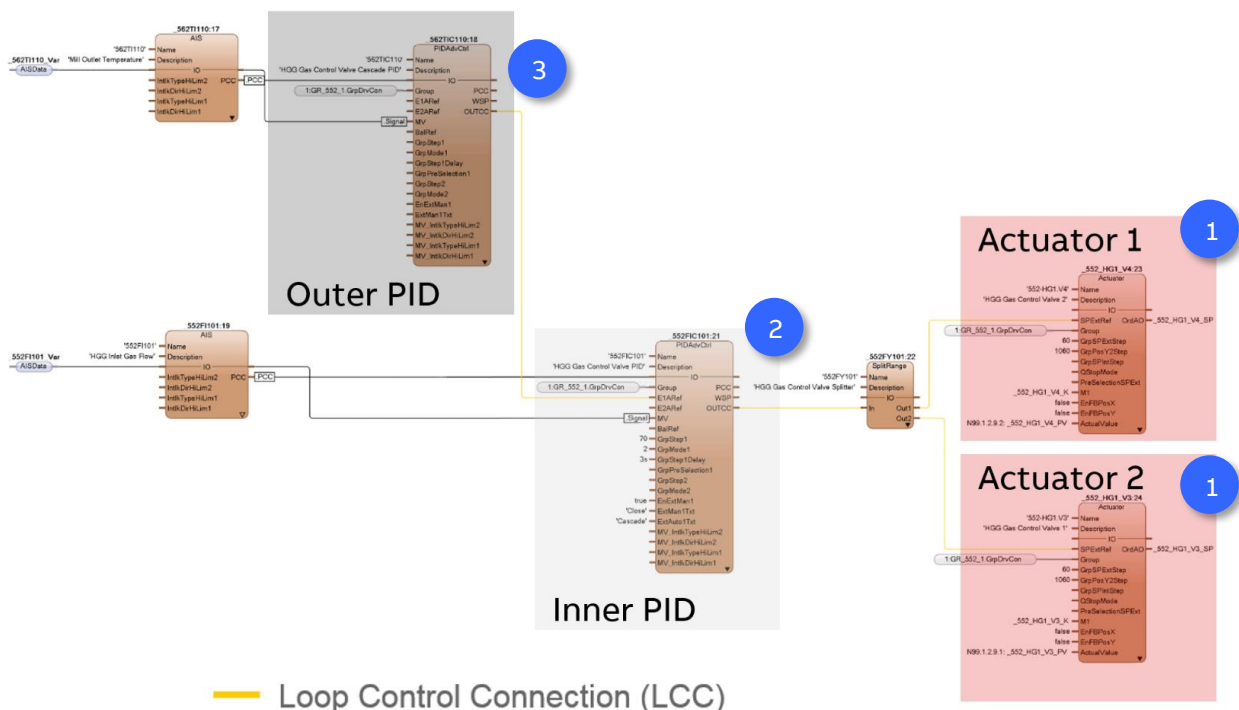 _562TI110:17
AIS
'562TI110' Name
'Mill Outlet Temperature' Description
IO
IntlkTypeHiLim2 PCC
IntlkDirHiLim2
IntlkTypeHiLim1
IntlkDirHiLim1
_562TI110_Var
AISData
.PCC
_562TIC110:18
PIDAdvCtrl
'562TIC110' Name
'HGG Gas Control Valve Cascade PID' Description
IO
1:GR_552_1.GrpDrvCon Group PCC
E1ARef WSP
E2ARef OUTCC
.Signal MV
BalRef
GrpStep1
GrpMode1
GrpStep1Delay
GrpPreSelection1
GrpStep2
GrpMode2
EnExtMan1
ExtMan1Txt
MV_IntlkTypeHiLim2
MV_IntlkDirHiLim2
MV_IntlkTypeHiLim1
MV_IntlkDirHiLim1
3
Outer PID
552FI101:19
AIS
'552FI101' Name
'HGG Inlet Gas Flow' Description
IO
IntlkTypeHiLim2 PCC
IntlkDirHiLim2
IntlkTypeHiLim1
IntlkDirHiLim1
_552FI101_Var
AISData
.PCC
2
552FIC101:21
PIDAdvCtrl
'552FIC101' Name
'HGG Gas Control Valve PID' Description
IO
1:GR_552_1.GrpDrvCon Group PCC
E1ARef WSP
E2ARef OUTCC
.Signal MV
BalRef
70 GrpStep1
2 GrpMode1
3s GrpStep1Delay
GrpPreSelection1
GrpStep2
GrpMode2
true EnExtMan1
'Close' ExtMan1Txt
'Cascade' ExtAuto1Txt
MV_IntlkTypeHiLim2
MV_IntlkDirHiLim2
MV_IntlkTypeHiLim1
MV_IntlkDirHiLim1
Inner PID
_552FY101:22
SplitRange
'552FY101' Name
'HGG Gas Control Valve Splitter' Description
IO
In Out1
Out2
Actuator 1
1
_552_HG1_V4:23
Actuator
'552-HG1.V4' Name
'HGG Gas Control Valve 2' Description
IO
SPExtRef OrdAO _552_HG1_V4_SP
1:GR_552_1.GrpDrvCon Group
60 GrpSPExtStep
1060 GrpPosY2Step
GrpSPIntStep
QStopMode
PreSelectionSPExt
_552_HG1_V4_K M1
false EnFBPosX
false EnFBPosY
N99.1.2.9.2: _552_HG1_V4_PV ActualValue
Actuator 2
1
_552_HG1_V3:24
Actuator
'552-HG1.V3' Name
'HGG Gas Control Valve 1' Description
IO
SPExtRef OrdAO _552_HG1_V3_SP
1:GR_552_1.GrpDrvCon Group
60 GrpSPExtStep
1060 GrpPosY2Step
GrpSPIntStep
QStopMode
PreSelectionSPExt
_552_HG1_V3_K M1
false EnFBPosX
false EnFBPosY
N99.1.2.9.1: _552_HG1_V3_PV ActualValue
Loop Control Connection (LCC)